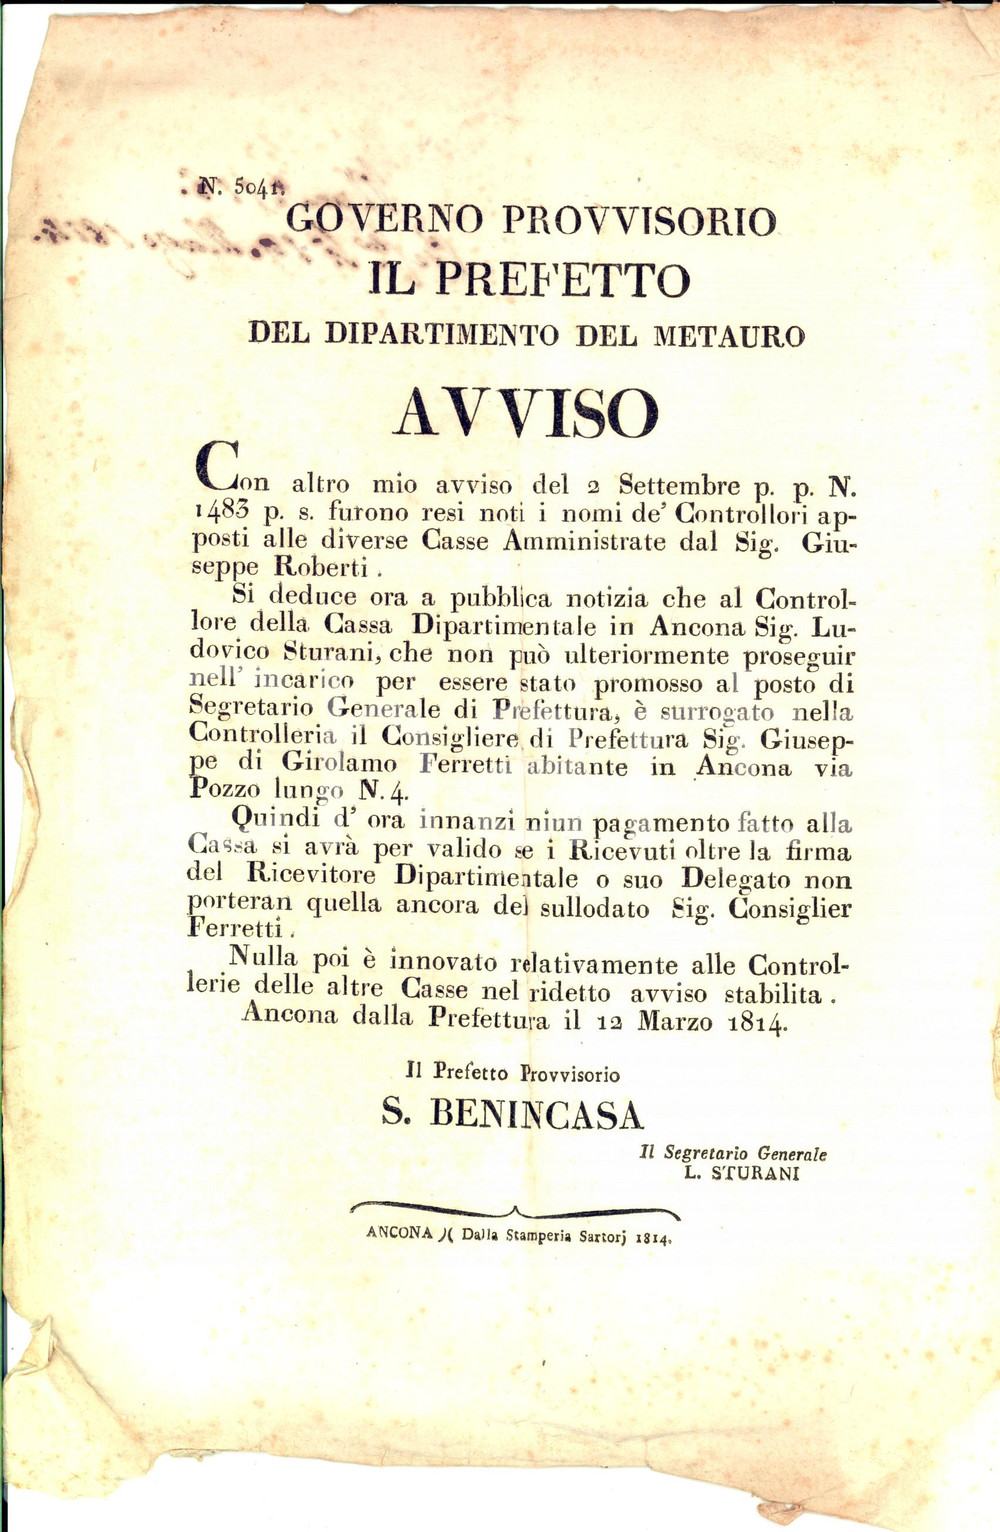 N. 5041.
GOVERNO PROVVISORIO
IL PREFETTO
DEL DIPARTIMENTO DEL METAURO
AVVISO
Con altro mio avviso del 2 Settembre p. p. N.
1483 p. s. furono resi noti i nomi de' Controllori ap-
posti alle diverse Casse Amministrate dal Sig. Giu-
seppe Roberti.
Si deduce ora a pubblica notizia che al Control-
lore della Cassa Dipartimentale in Ancona Sig. Lu-
dovico Sturani, che non può ulteriormente proseguir
nell' incarico per essere stato promosso al posto di
Segretario Generale di Prefettura, è surrogato nella
Controlleria il Consigliere di Prefettura Sig. Giusep-
pe di Girolamo Ferretti abitante in Ancona via
Pozzo lungo N. 4.
Quindi d' ora innanzi niun pagamento fatto alla
Cassa si avrà per valido se i Ricevuti oltre la firma
del Ricevitore Dipartimentale o suo Delegato non
porteran quella ancora del sullodato Sig. Consiglier
Ferretti.
Nulla poi è innovato relativamente alle Control-
lerie delle altre Casse nel ridetto avviso stabilita.
Ancona dalla Prefettura il 12 Marzo 1814.
Il Prefetto Provvisorio
S. BENINCASA
Il Segretario Generale
L. STURANI
ANCONA )( Dalla Stamperia Sartorj 1814.